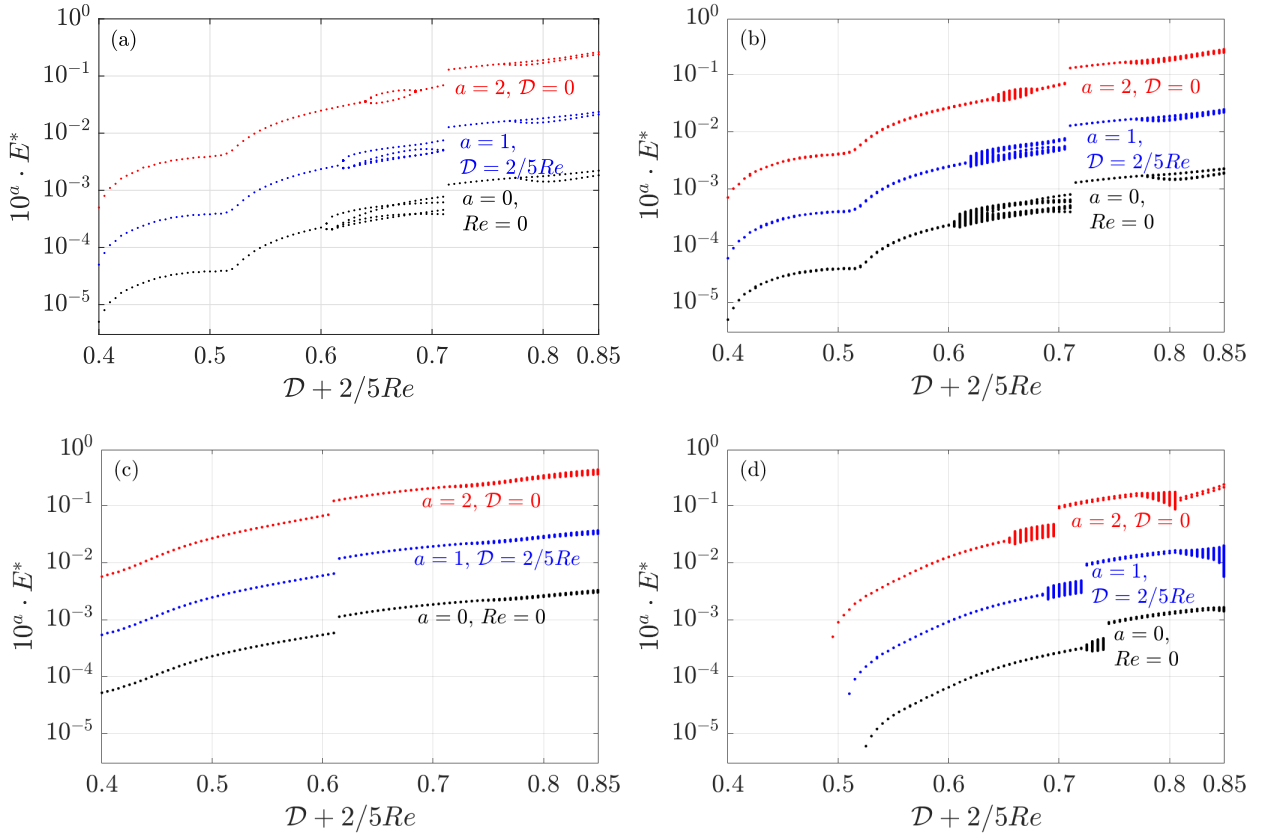 (a)
10^0
10^{-1}
10^{-2}
10^{-3}
10^{-4}
10^{-5}
10^a · E*
a = 2, 𝒟 = 0
a = 1,
𝒟 = 2/5Re
a = 0,
Re = 0
0.4 0.5 0.6 0.7 0.8 0.85
𝒟 + 2/5Re
(b)
10^0
10^{-1}
10^{-2}
10^{-3}
10^{-4}
10^{-5}
10^a · E*
a = 2, 𝒟 = 0
a = 1,
𝒟 = 2/5Re
a = 0,
Re = 0
0.4 0.5 0.6 0.7 0.8 0.85
𝒟 + 2/5Re
(c)
10^0
10^{-1}
10^{-2}
10^{-3}
10^{-4}
10^{-5}
10^a · E*
a = 2, 𝒟 = 0
a = 1, 𝒟 = 2/5Re
a = 0, Re = 0
0.4 0.5 0.6 0.7 0.8 0.85
𝒟 + 2/5Re
(d)
10^0
10^{-1}
10^{-2}
10^{-3}
10^{-4}
10^{-5}
10^a · E*
a = 2, 𝒟 = 0
a = 1,
𝒟 = 2/5Re
a = 0,
Re = 0
0.4 0.5 0.6 0.7 0.8 0.85
𝒟 + 2/5Re